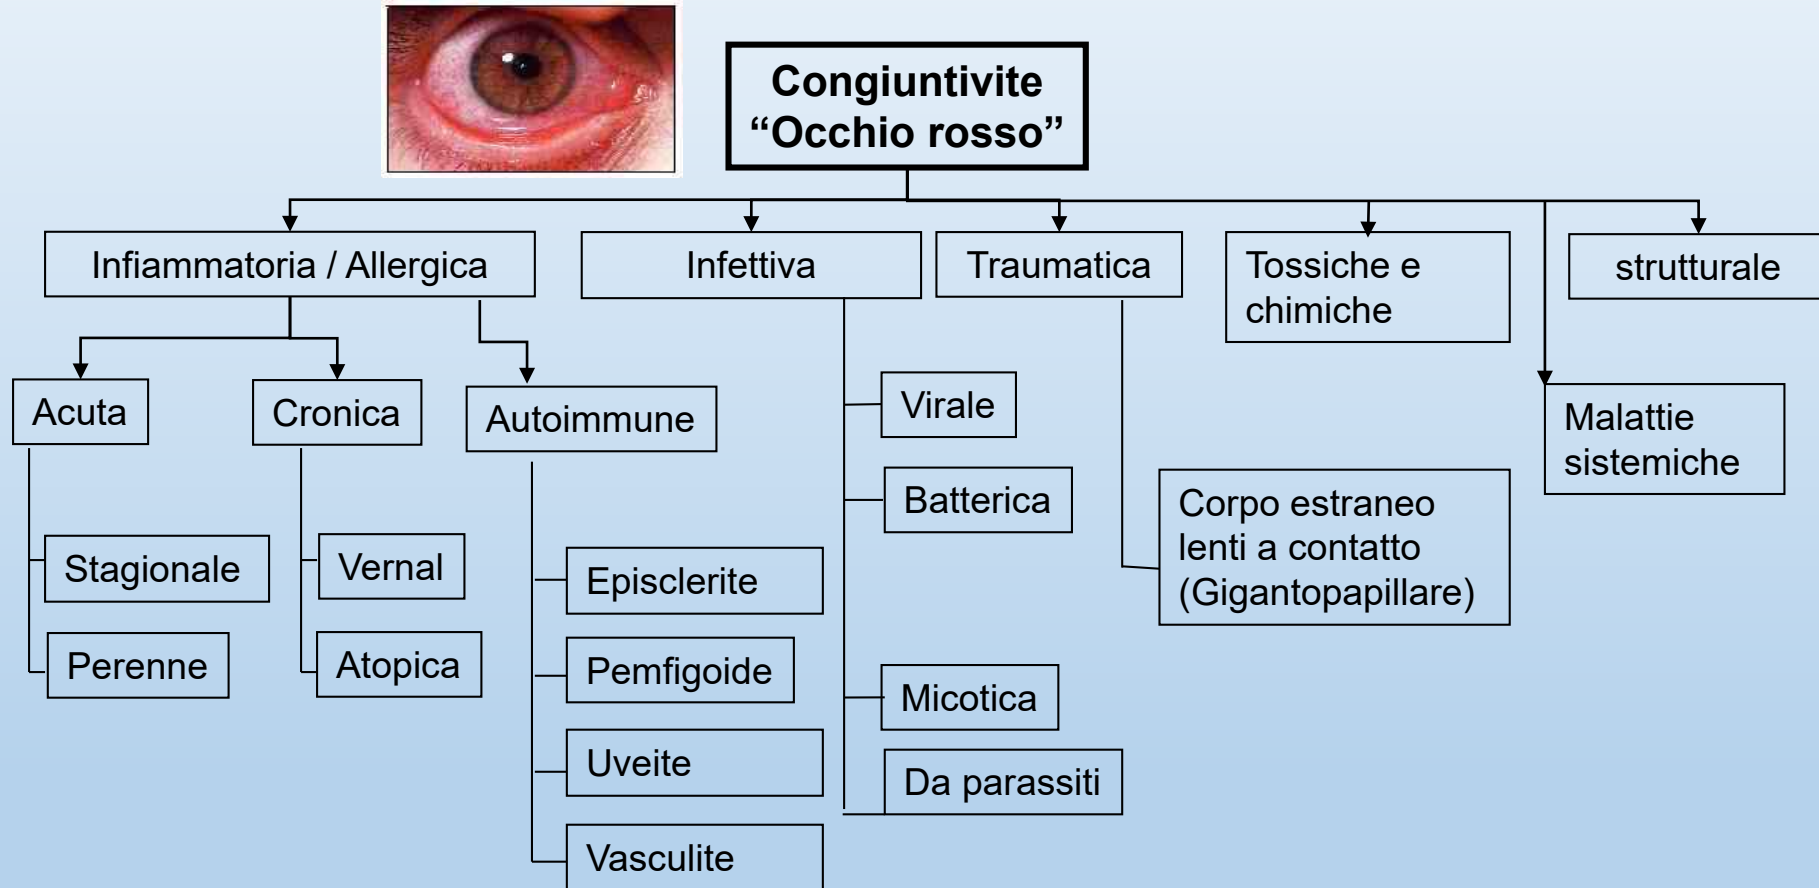 Congiuntivite
“Occhio rosso”
Infiammatoria / Allergica
Infettiva
Traumatica
Tossiche e
chimiche
strutturale
Acuta
Cronica
Autoimmune
Virale
Malattie
sistemiche
Batterica
Corpo estraneo
lenti a contatto
(Gigantopapillare)
Stagionale
Vernal
Episclerite
Perenne
Atopica
Pemfigoide
Micotica
Uveite
Da parassiti
Vasculite